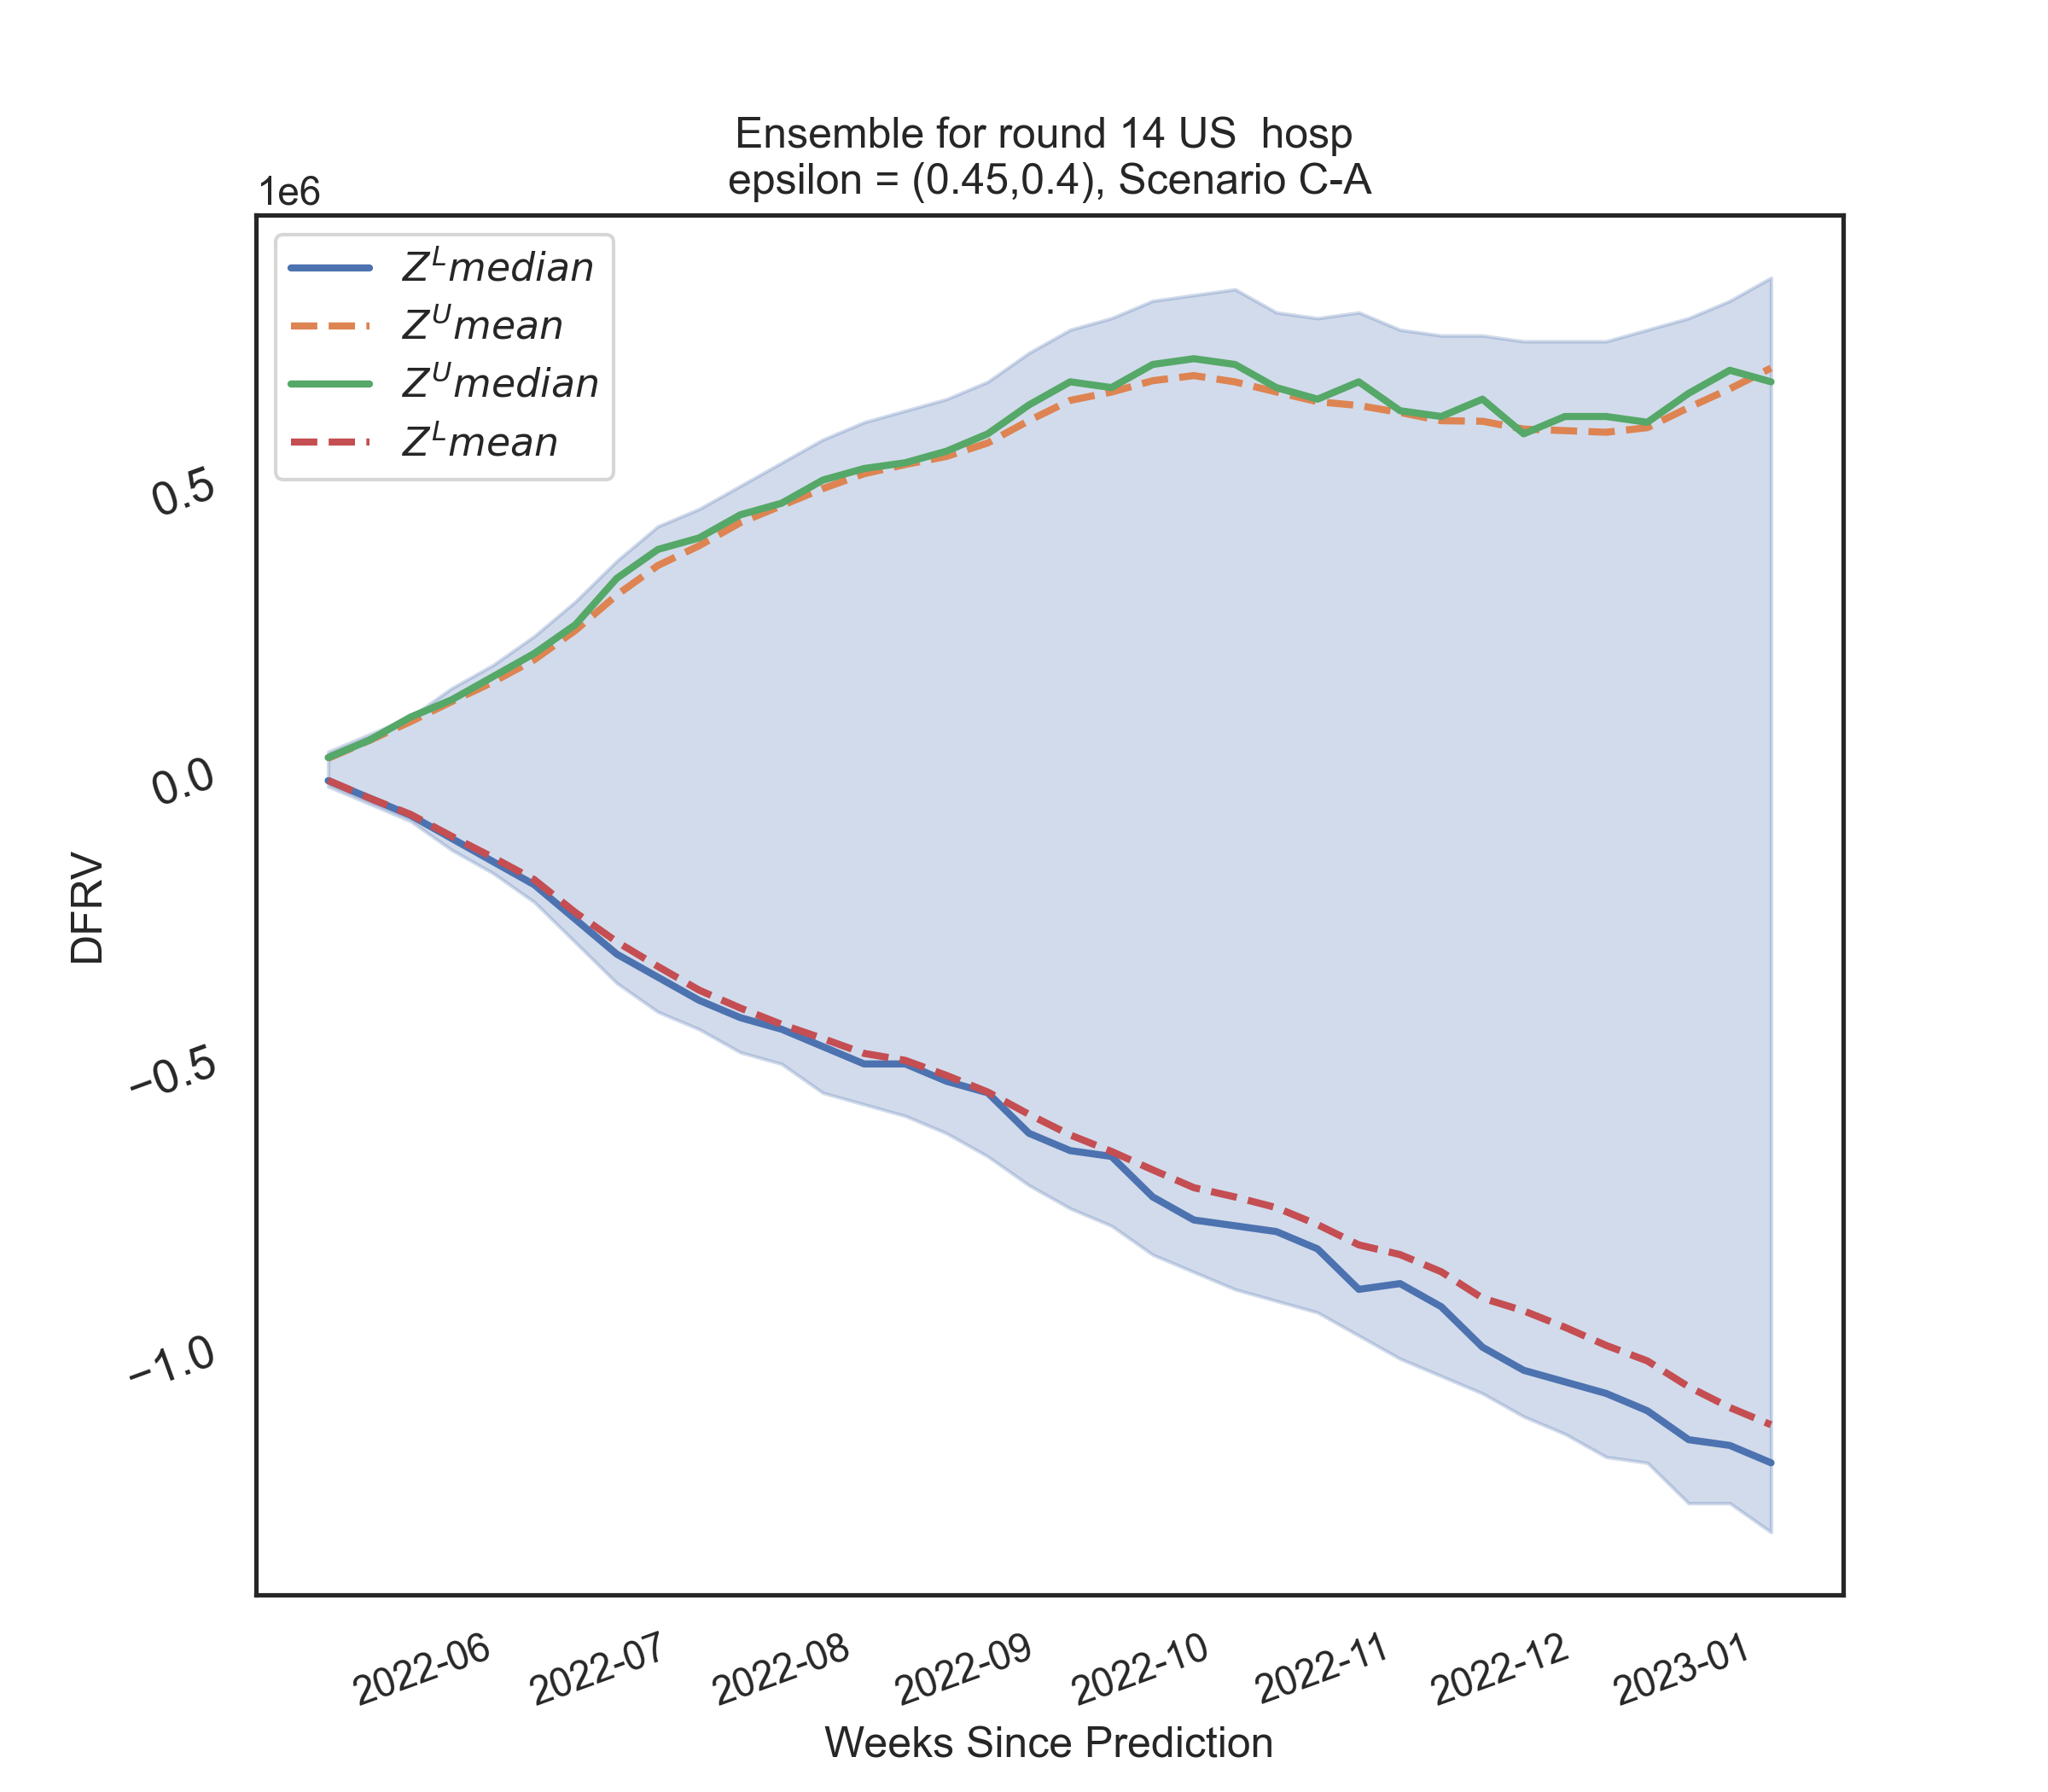 Ensemble for round 14 US  hosp
epsilon = (0.45,0.4), Scenario C-A
1e6
Z^L median
Z^U mean
Z^U median
Z^L mean
0.5
0.0
−0.5
−1.0
DFRV
2022-06
2022-07
2022-08
2022-09
2022-10
2022-11
2022-12
2023-01
Weeks Since Prediction